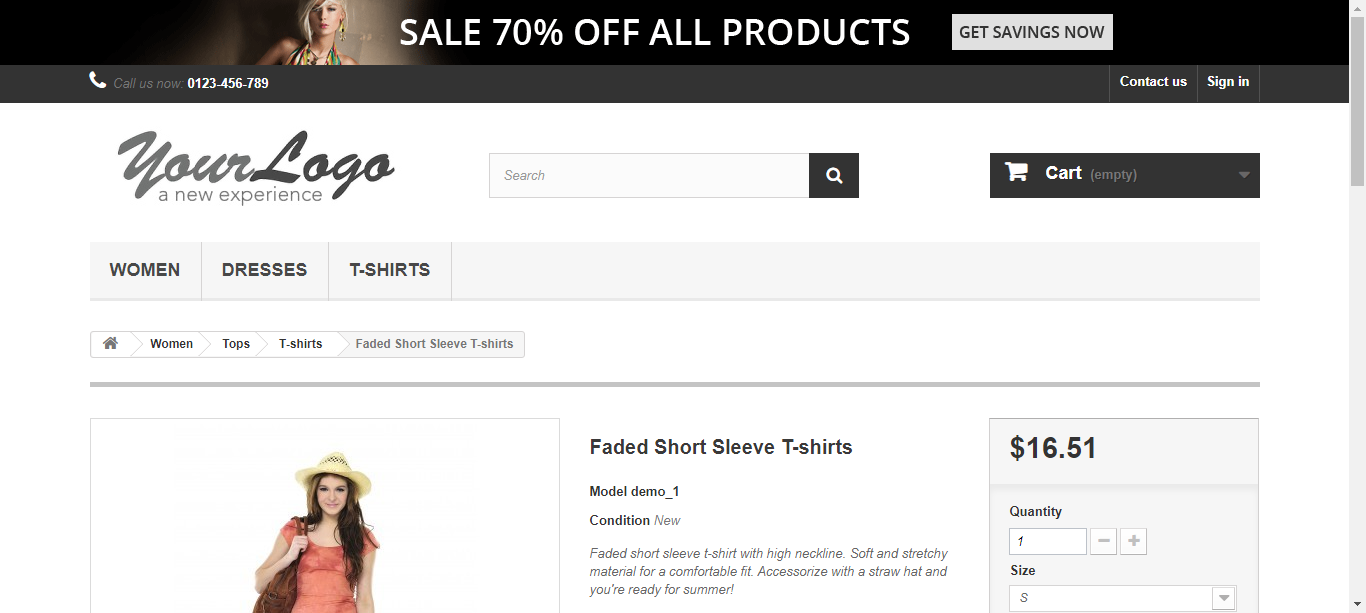 SALE 70% OFF ALL PRODUCTS
GET SAVINGS NOW
Call us now: 0123-456-789
Contact us
Sign in
YourLogo
a new experience
Search
Cart (empty)
WOMEN
DRESSES
T-SHIRTS
Women
Tops
T-shirts
Faded Short Sleeve T-shirts
Faded Short Sleeve T-shirts
Model demo_1
Condition New
Faded short sleeve t-shirt with high neckline. Soft and stretchy
material for a comfortable fit. Accessorize with a straw hat and
you're ready for summer!
$16.51
Quantity
1
Size
S